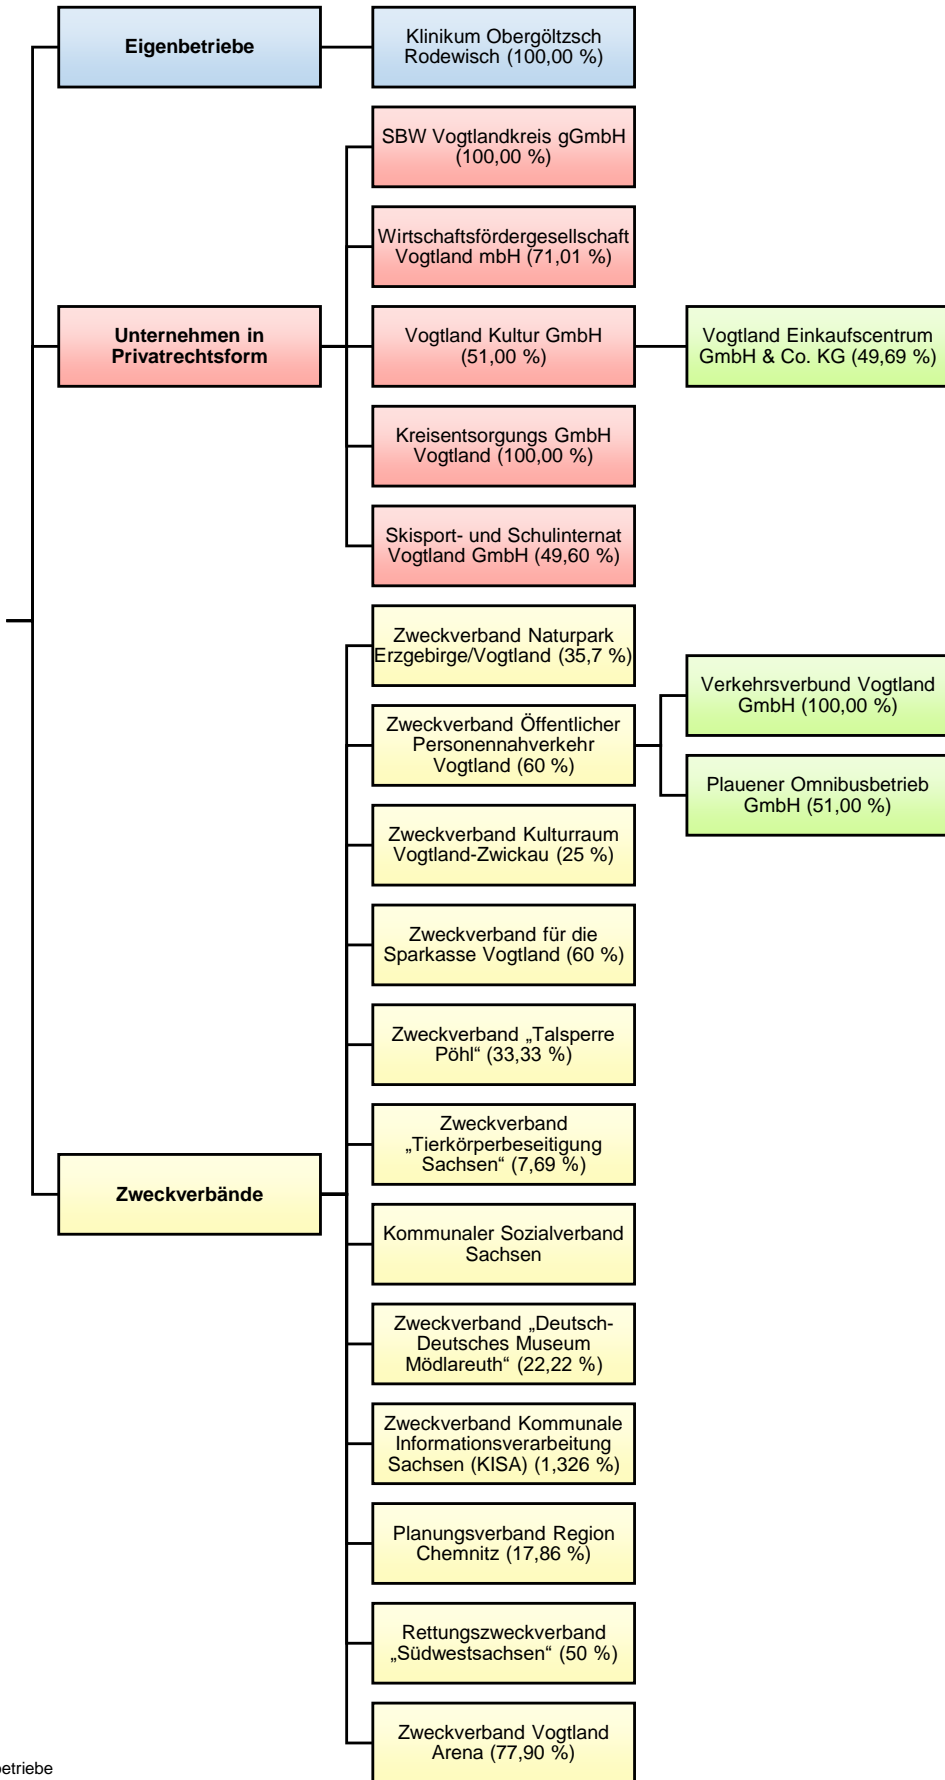 Eigenbetriebe
Klinikum Obergöltzsch
Rodewisch (100,00 %)
SBW Vogtlandkreis gGmbH
(100,00 %)
Wirtschaftsfördergesellschaft
Vogtland mbH (71,01 %)
Unternehmen in
Privatrechtsform
Vogtland Kultur GmbH
(51,00 %)
Vogtland Einkaufscentrum
GmbH & Co. KG (49,69 %)
Kreisentsorgungs GmbH
Vogtland (100,00 %)
Skisport- und Schulinternat
Vogtland GmbH (49,60 %)
Zweckverband Naturpark
Erzgebirge/Vogtland (35,7 %)
Zweckverband Öffentlicher
Personennahverkehr
Vogtland (60 %)
Verkehrsverbund Vogtland
GmbH (100,00 %)
Plauener Omnibusbetrieb
GmbH (51,00 %)
Zweckverband Kulturraum
Vogtland-Zwickau (25 %)
Zweckverband für die
Sparkasse Vogtland (60 %)
Zweckverband „Talsperre
Pöhl“ (33,33 %)
Zweckverband
„Tierkörperbeseitigung
Sachsen“ (7,69 %)
Zweckverbände
Kommunaler Sozialverband
Sachsen
Zweckverband „Deutsch-
Deutsches Museum
Mödlareuth“ (22,22 %)
Zweckverband Kommunale
Informationsverarbeitung
Sachsen (KISA) (1,326 %)
Planungsverband Region
Chemnitz (17,86 %)
Rettungszweckverband
„Südwestsachsen“ (50 %)
Zweckverband Vogtland
Arena (77,90 %)
betriebe